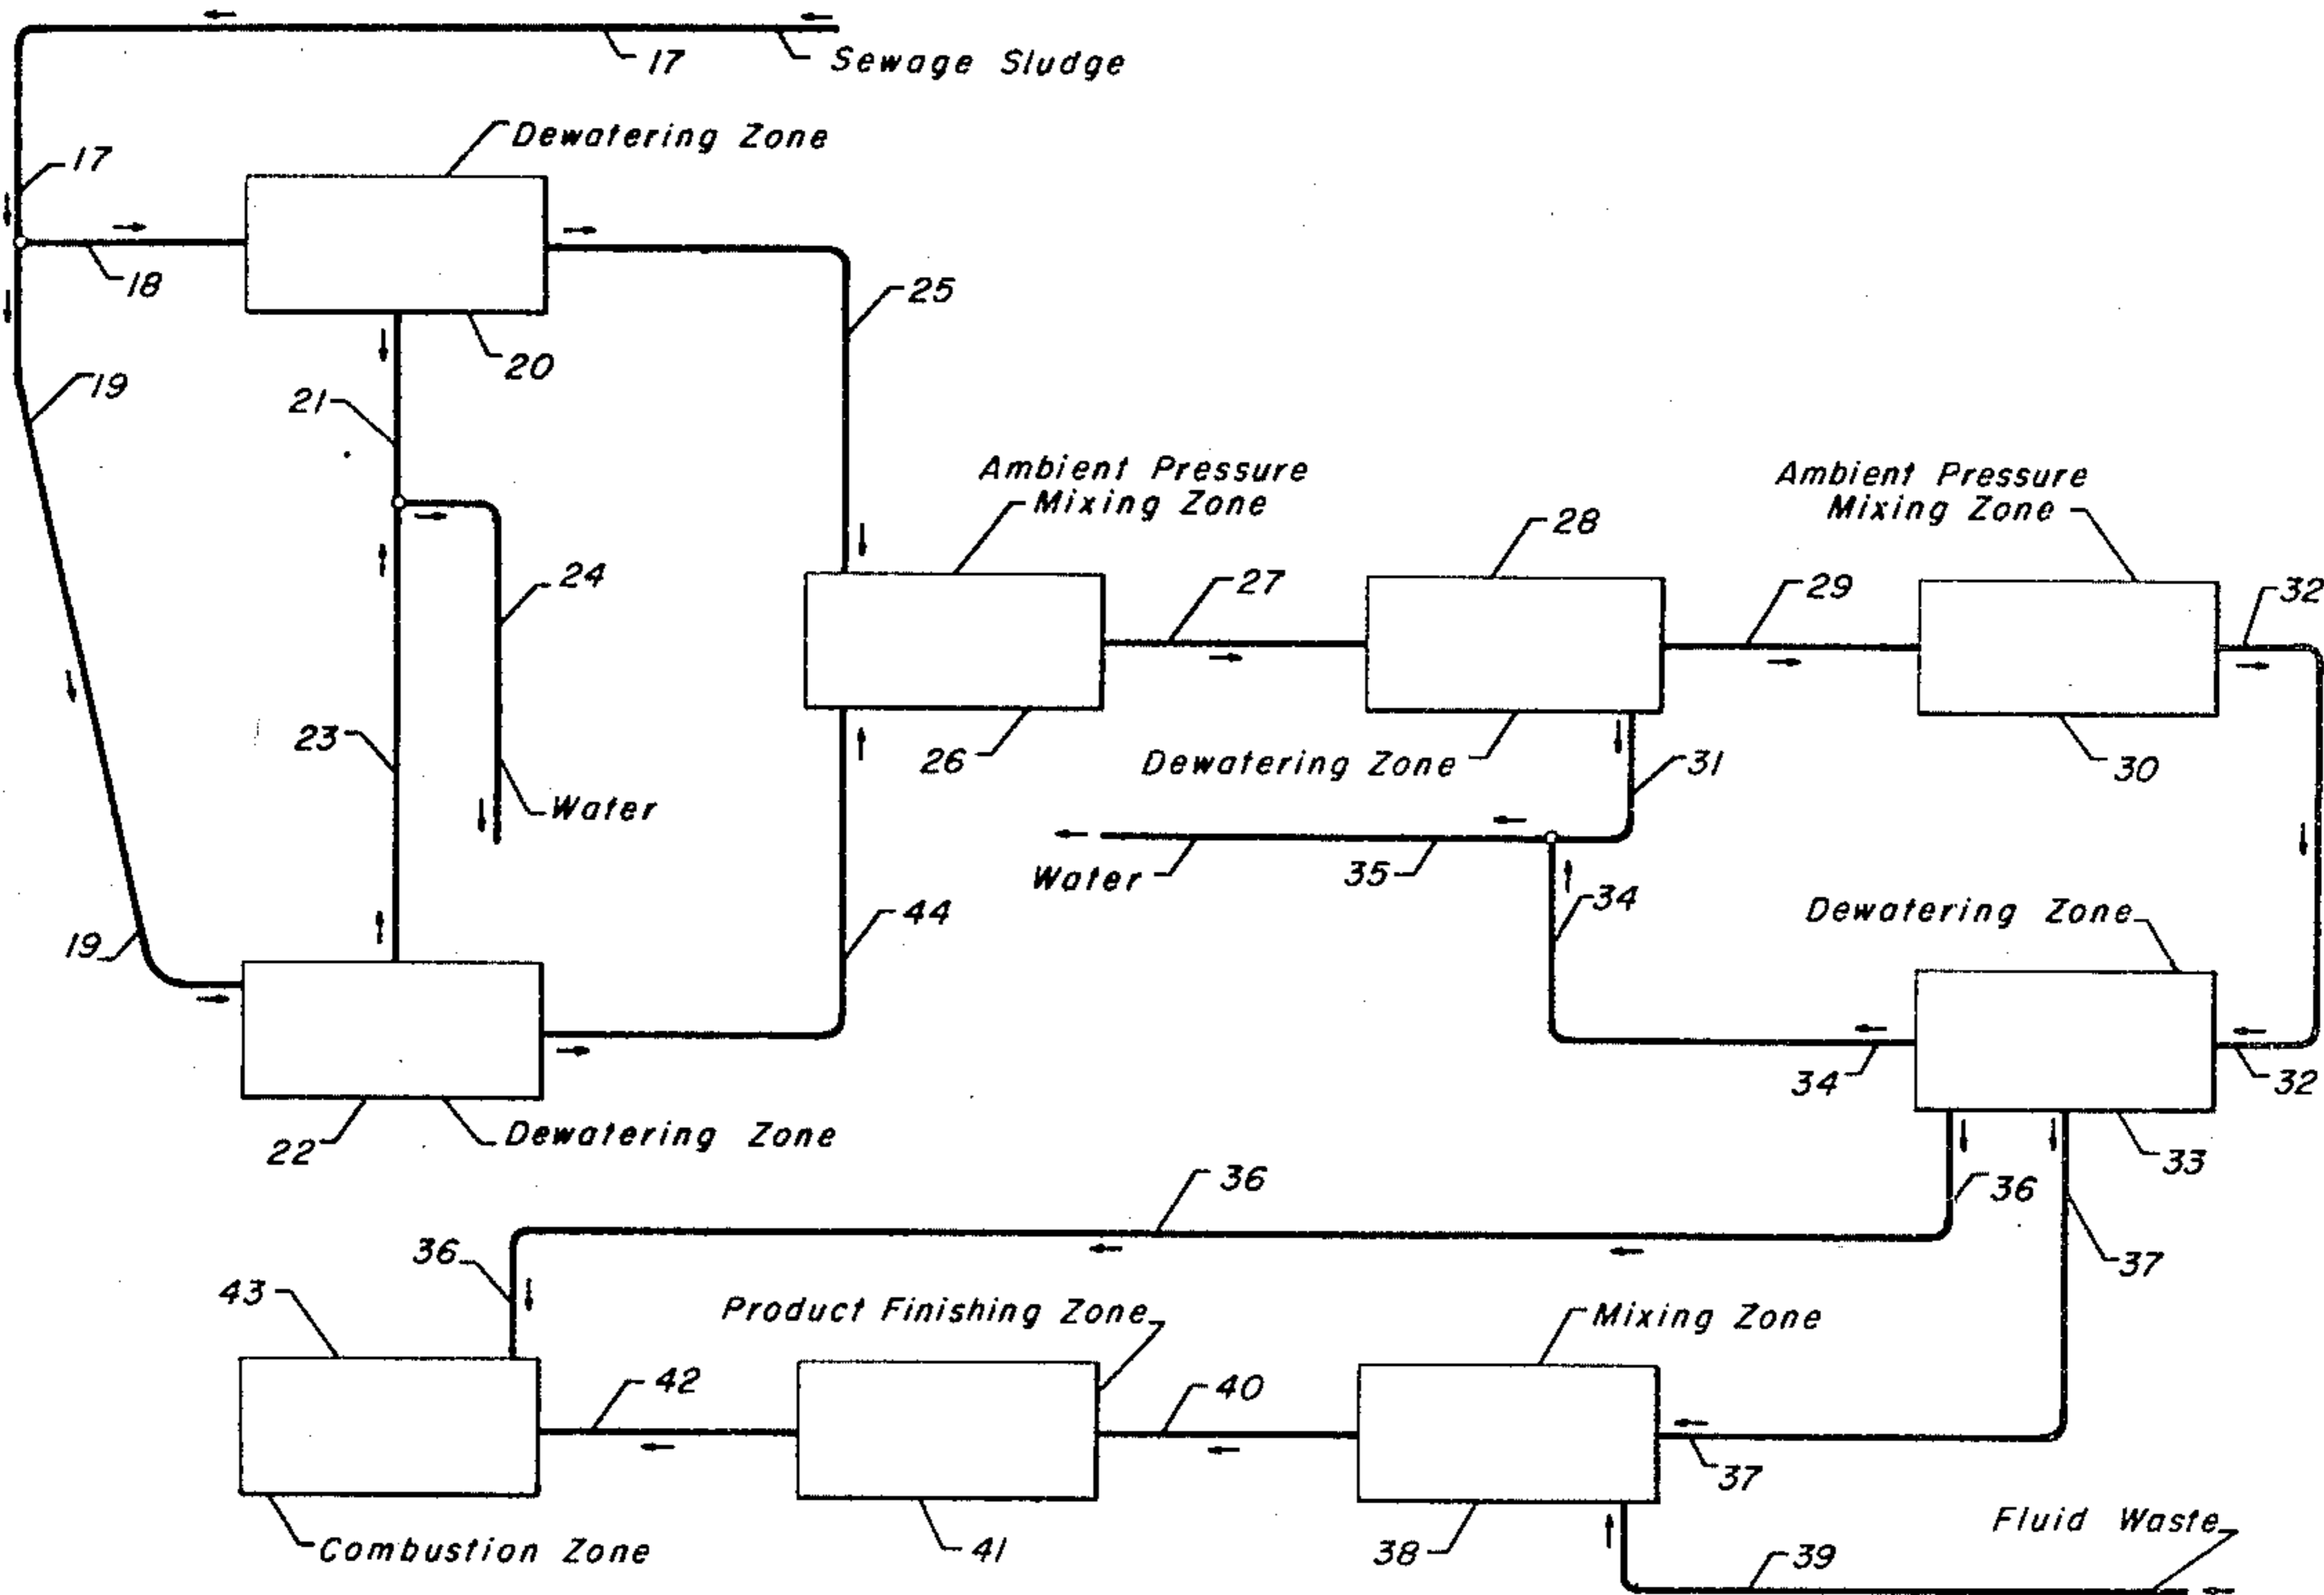 17
Sewage Sludge
Dewatering Zone
17
18
25
20
19
21
Ambient Pressure
Mixing Zone
Ambient Pressure
Mixing Zone
28
24
27
29
32
23
26
Dewatering Zone
31
30
Water
Water
35
34
44
Dewatering Zone
19
34
32
22
Dewatering Zone
33
36
36
36
37
43
Product Finishing Zone
Mixing Zone
42
40
37
Combustion Zone
41
38
Fluid Waste
39